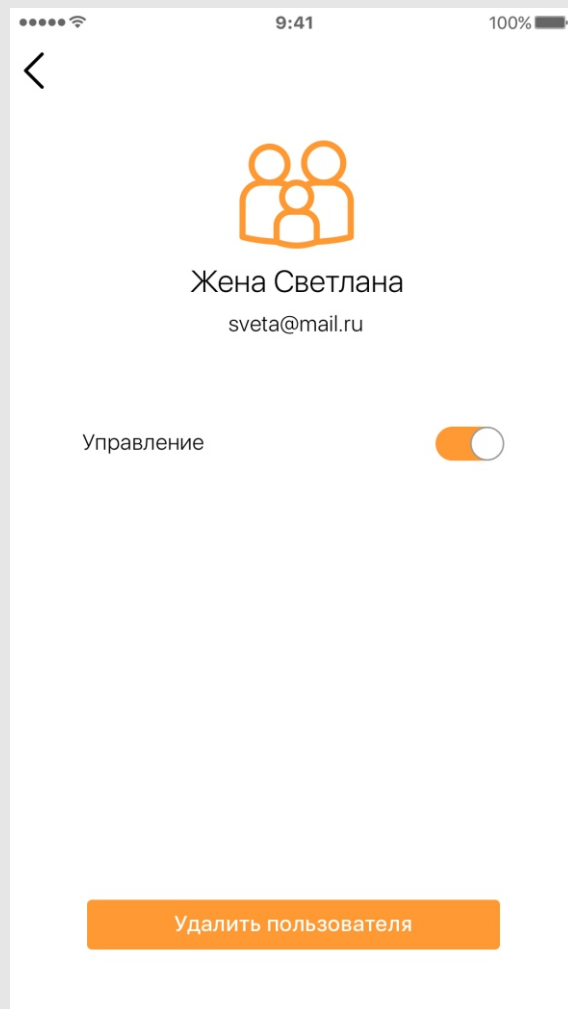 9:41
100%
Жена Светлана
sveta@mail.ru
Управление
Удалить пользователя